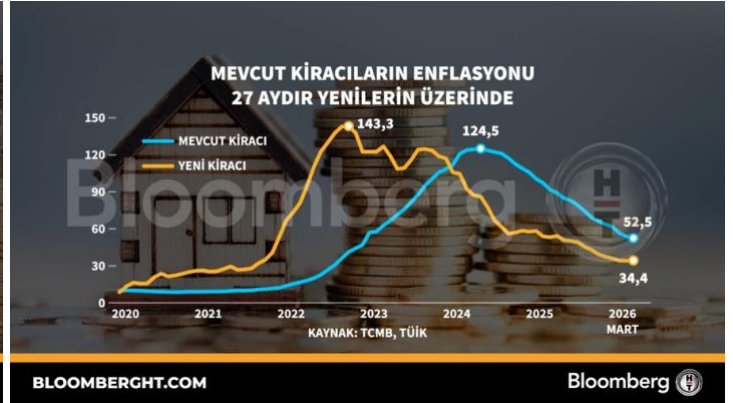 MEVCUT KİRACILARIN ENFLASYONU
27 AYDIR YENİLERİN ÜZERİNDE
150
120
90
60
30
0
MEVCUT KİRACI
YENİ KİRACI
143,3
124,5
52,5
34,4
Bloomberg
HT
2020 2021 2022 2023 2024 2025 2026
MART
KAYNAK: TCMB, TÜİK
BLOOMBERGHT.COM
Bloomberg HT